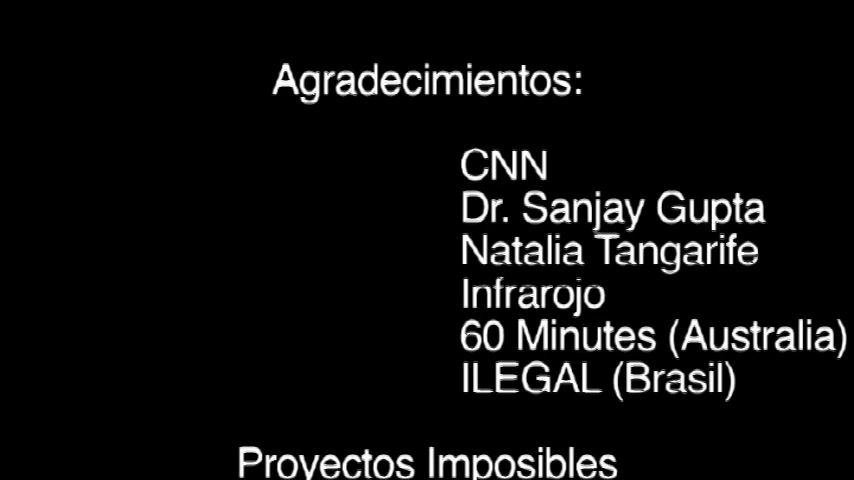 Agradecimientos:
CNN
Dr. Sanjay Gupta
Natalia Tangarife
Infrarojo
60 Minutes (Australia)
ILEGAL (Brasil)
Proyectos Imposibles